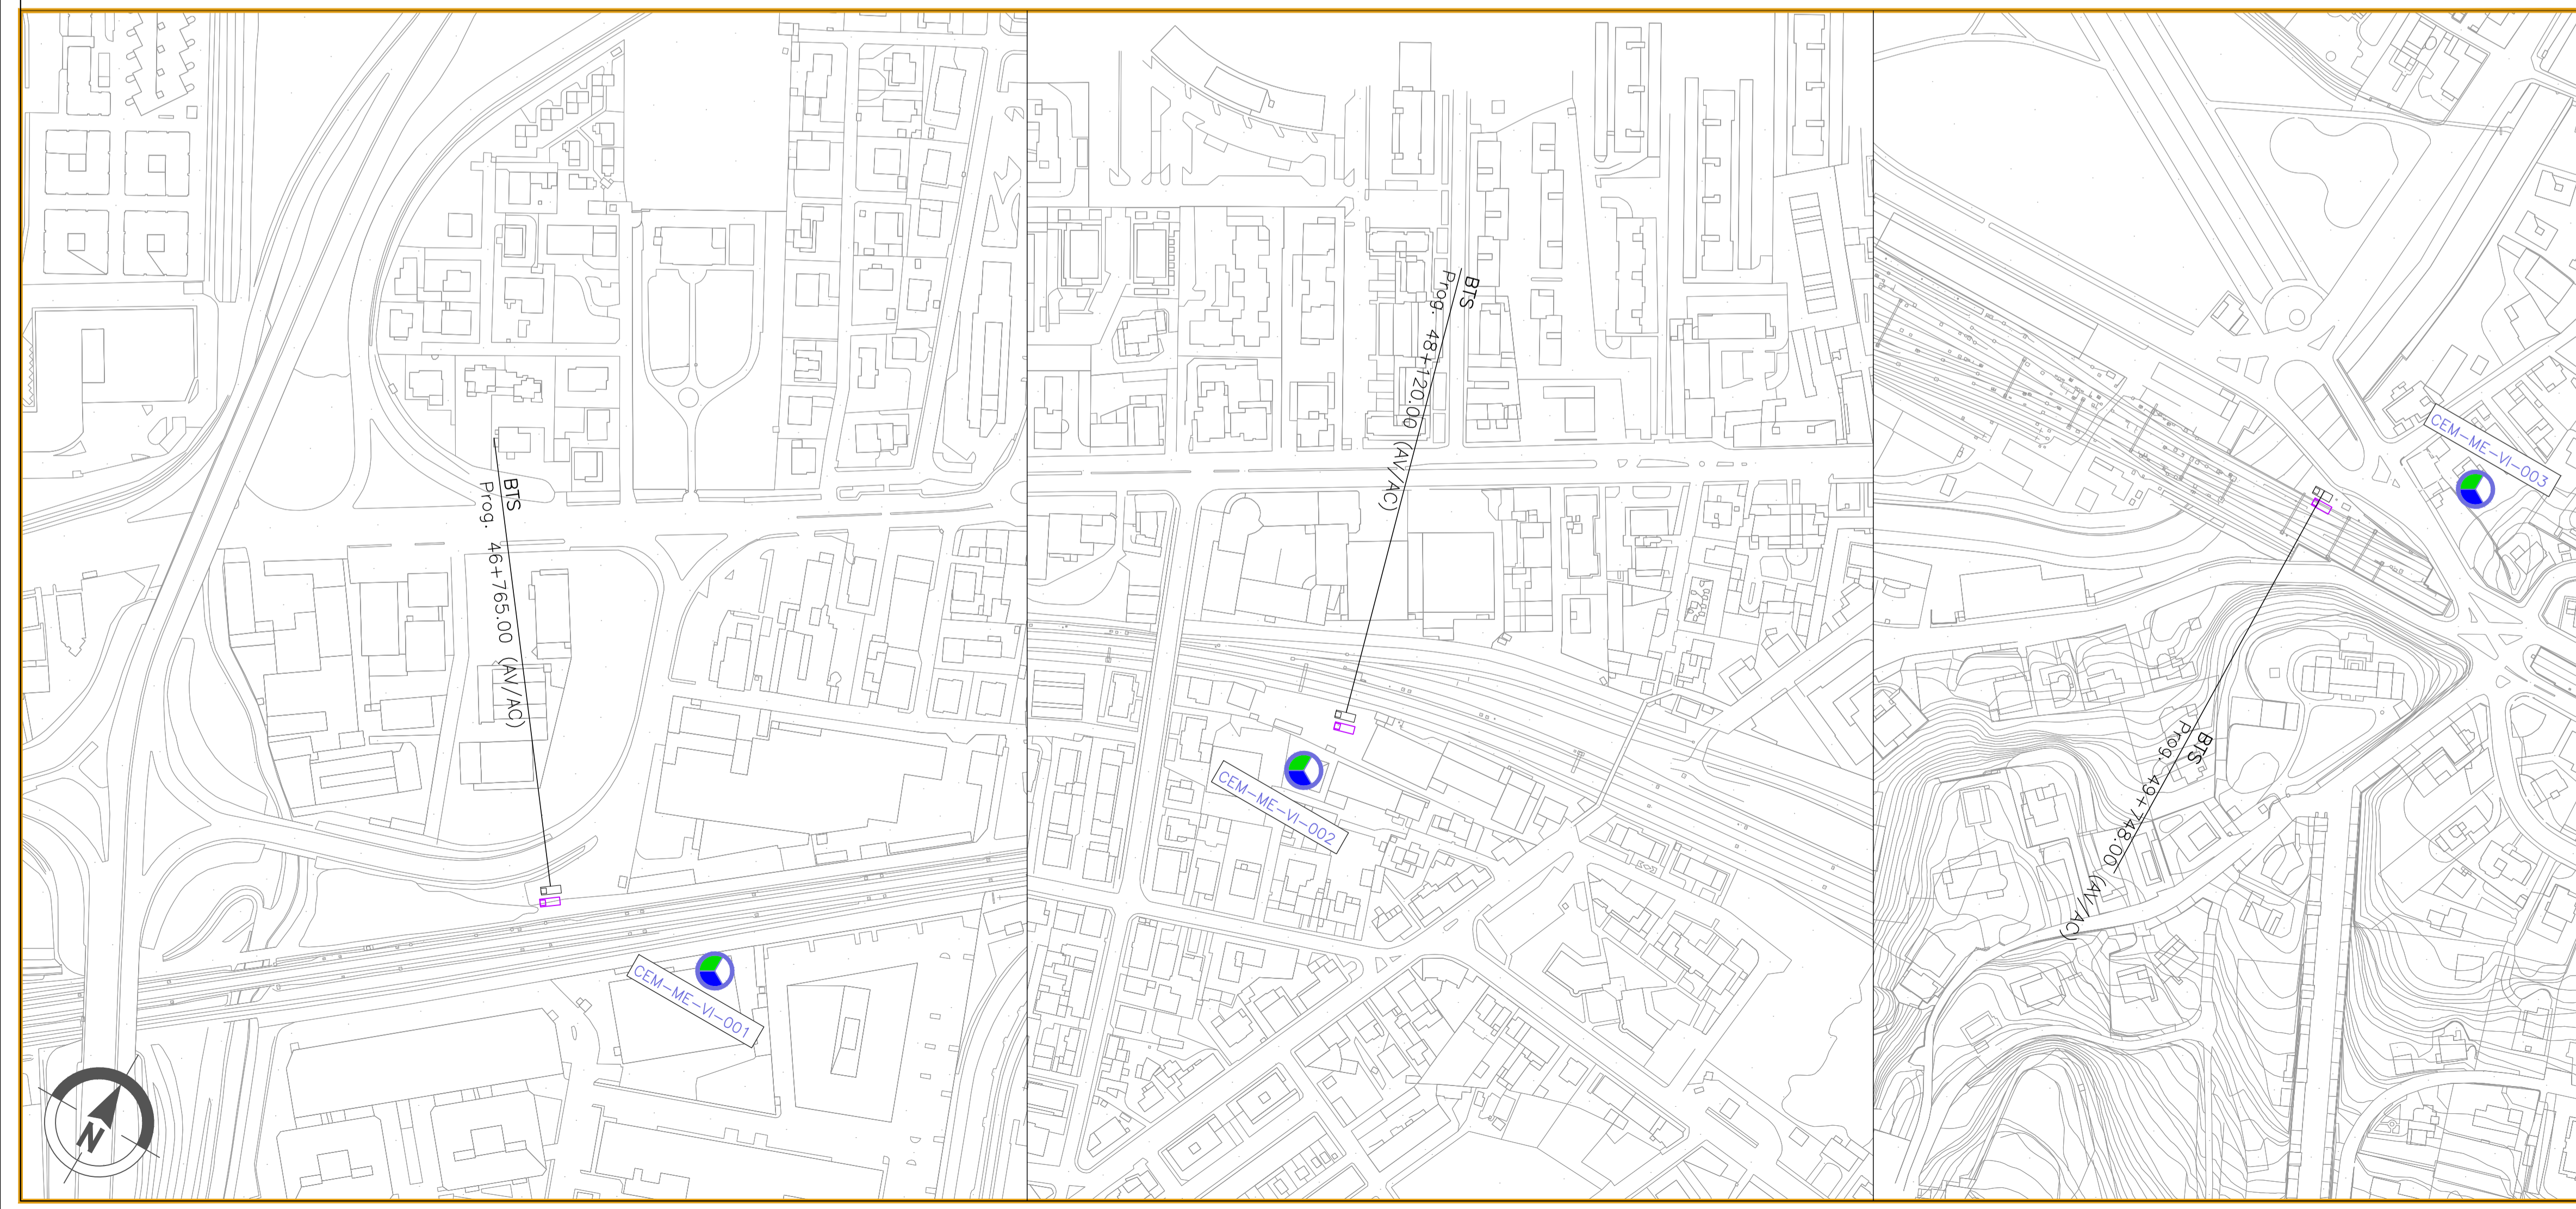 BTS
Prog. 46+765.00 (AV/AC)
CEM-ME-VI-001
N
BTS
Prog. 48+120.00 (AV/AC)
CEM-ME-VI-002
BTS
Prog. 49+748.00 (AV/AC)
CEM-ME-VI-003